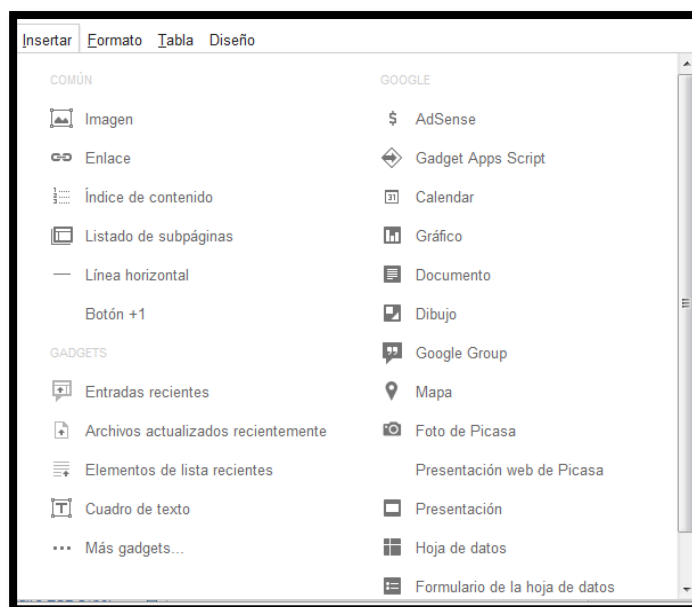 Insertar Formato Tabla Diseño
COMÚN
Imagen
Enlace
Índice de contenido
Listado de subpáginas
Línea horizontal
Botón +1
GADGETS
Entradas recientes
Archivos actualizados recientemente
Elementos de lista recientes
Cuadro de texto
Más gadgets...
GOOGLE
AdSense
Gadget Apps Script
31 Calendar
Gráfico
Documento
Dibujo
Google Group
Mapa
Foto de Picasa
Presentación web de Picasa
Presentación
Hoja de datos
Formulario de la hoja de datos